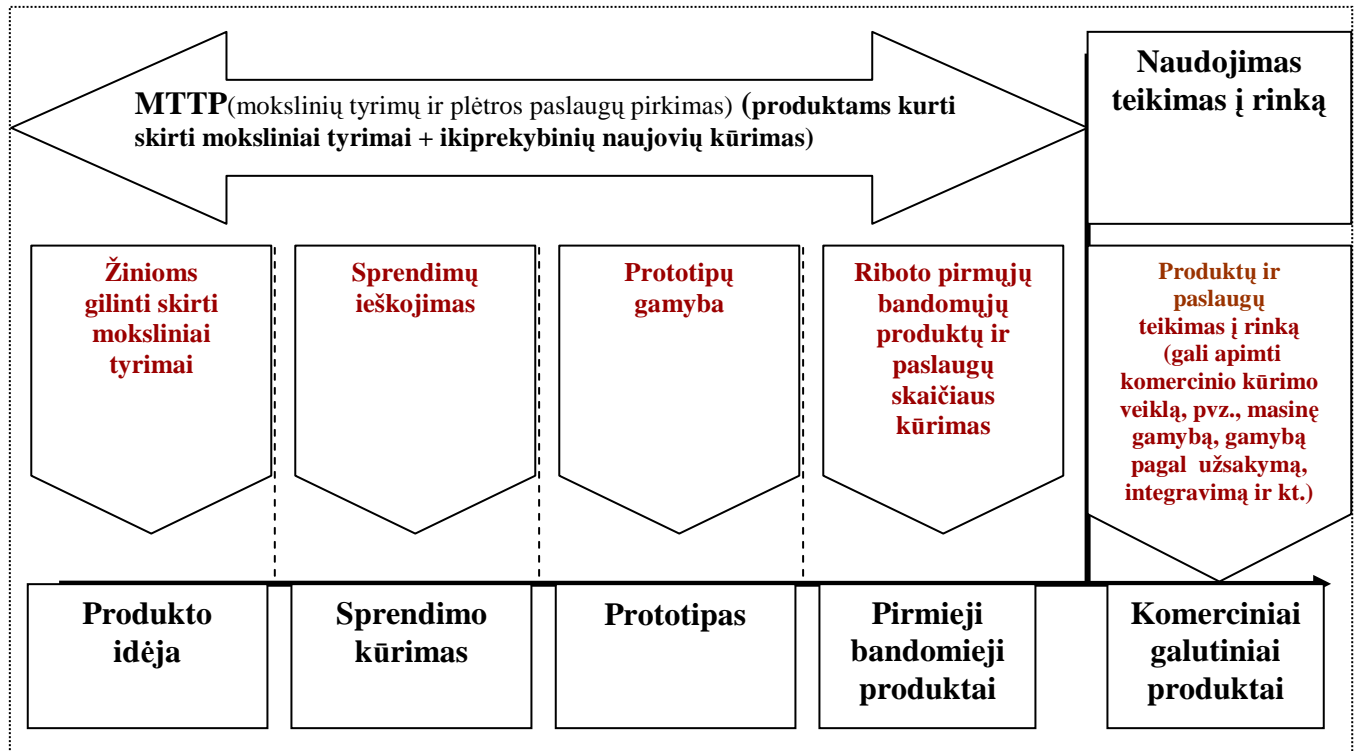 MTTP(mokslinių tyrimų ir plėtros paslaugų pirkimas) (produktams kurti
skirti moksliniai tyrimai + ikiprekybinių naujovių kūrimas)
Naudojimas
teikimas į rinką
Žinioms
gilinti skirti
moksliniai
tyrimai
Sprendimų
ieškojimas
Prototipų
gamyba
Riboto pirmųjų
bandomųjų
produktų ir
paslaugų
skaičiaus
kūrimas
Produktų ir
paslaugų
teikimas į rinką
(gali apimti
komercinio kūrimo
veiklą, pvz., masinę
gamybą, gamybą
pagal užsakymą,
integravimą ir kt.)
Produkto
idėja
Sprendimo
kūrimas
Prototipas
Pirmieji
bandomieji
produktai
Komerciniai
galutiniai
produktai